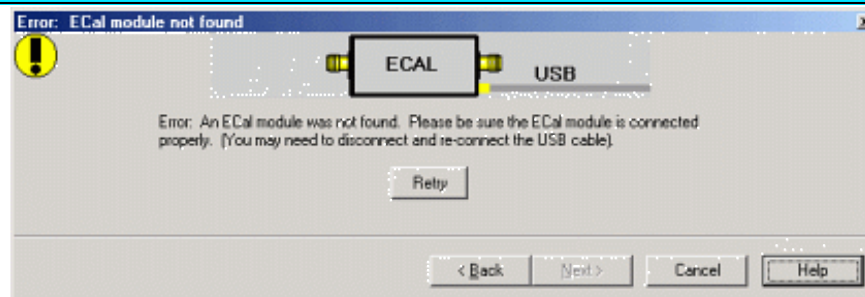 Error: ECal module not found
ECAL
USB
Error: An ECal module was not found. Please be sure the ECal module is connected
properly. (You may need to disconnect and re-connect the USB cable).
Retry
< Back Next > Cancel Help